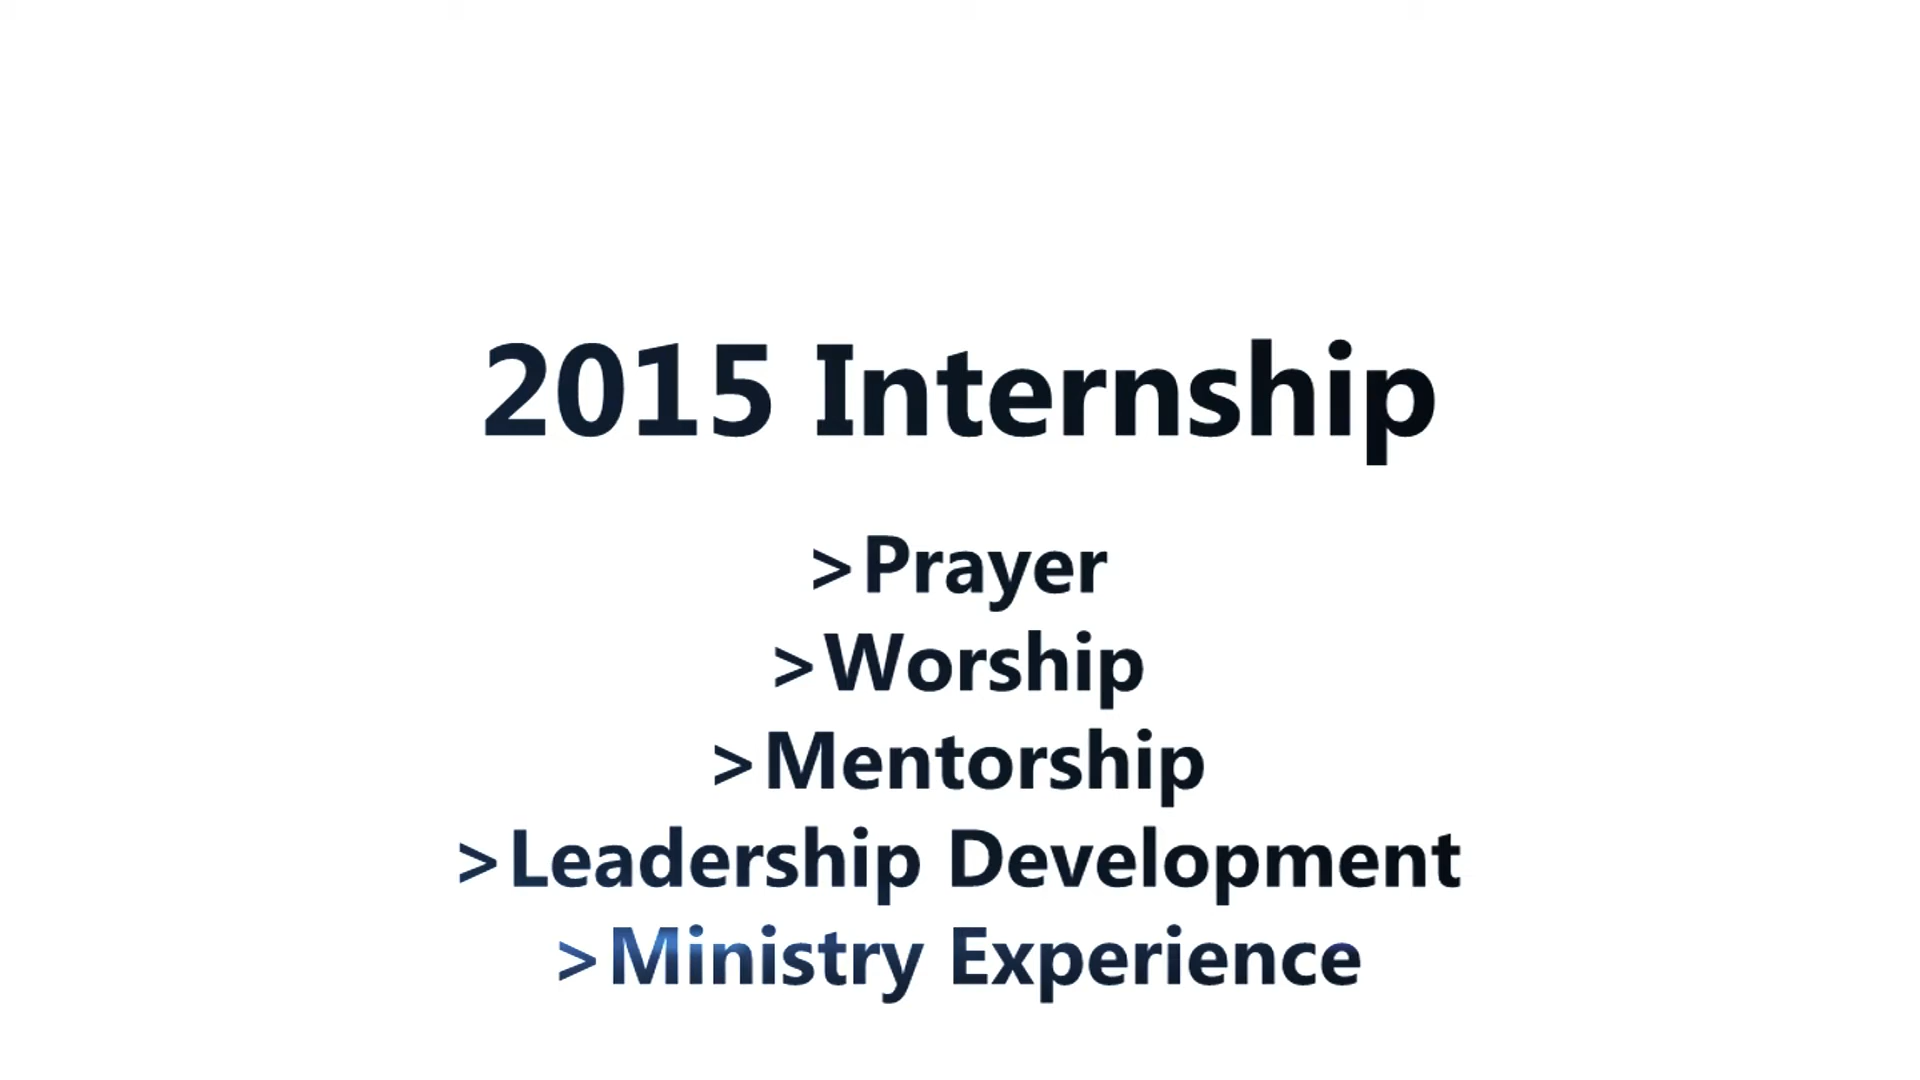 2015 Internship
>Prayer
>Worship
>Mentorship
>Leadership Development
>Ministry Experience